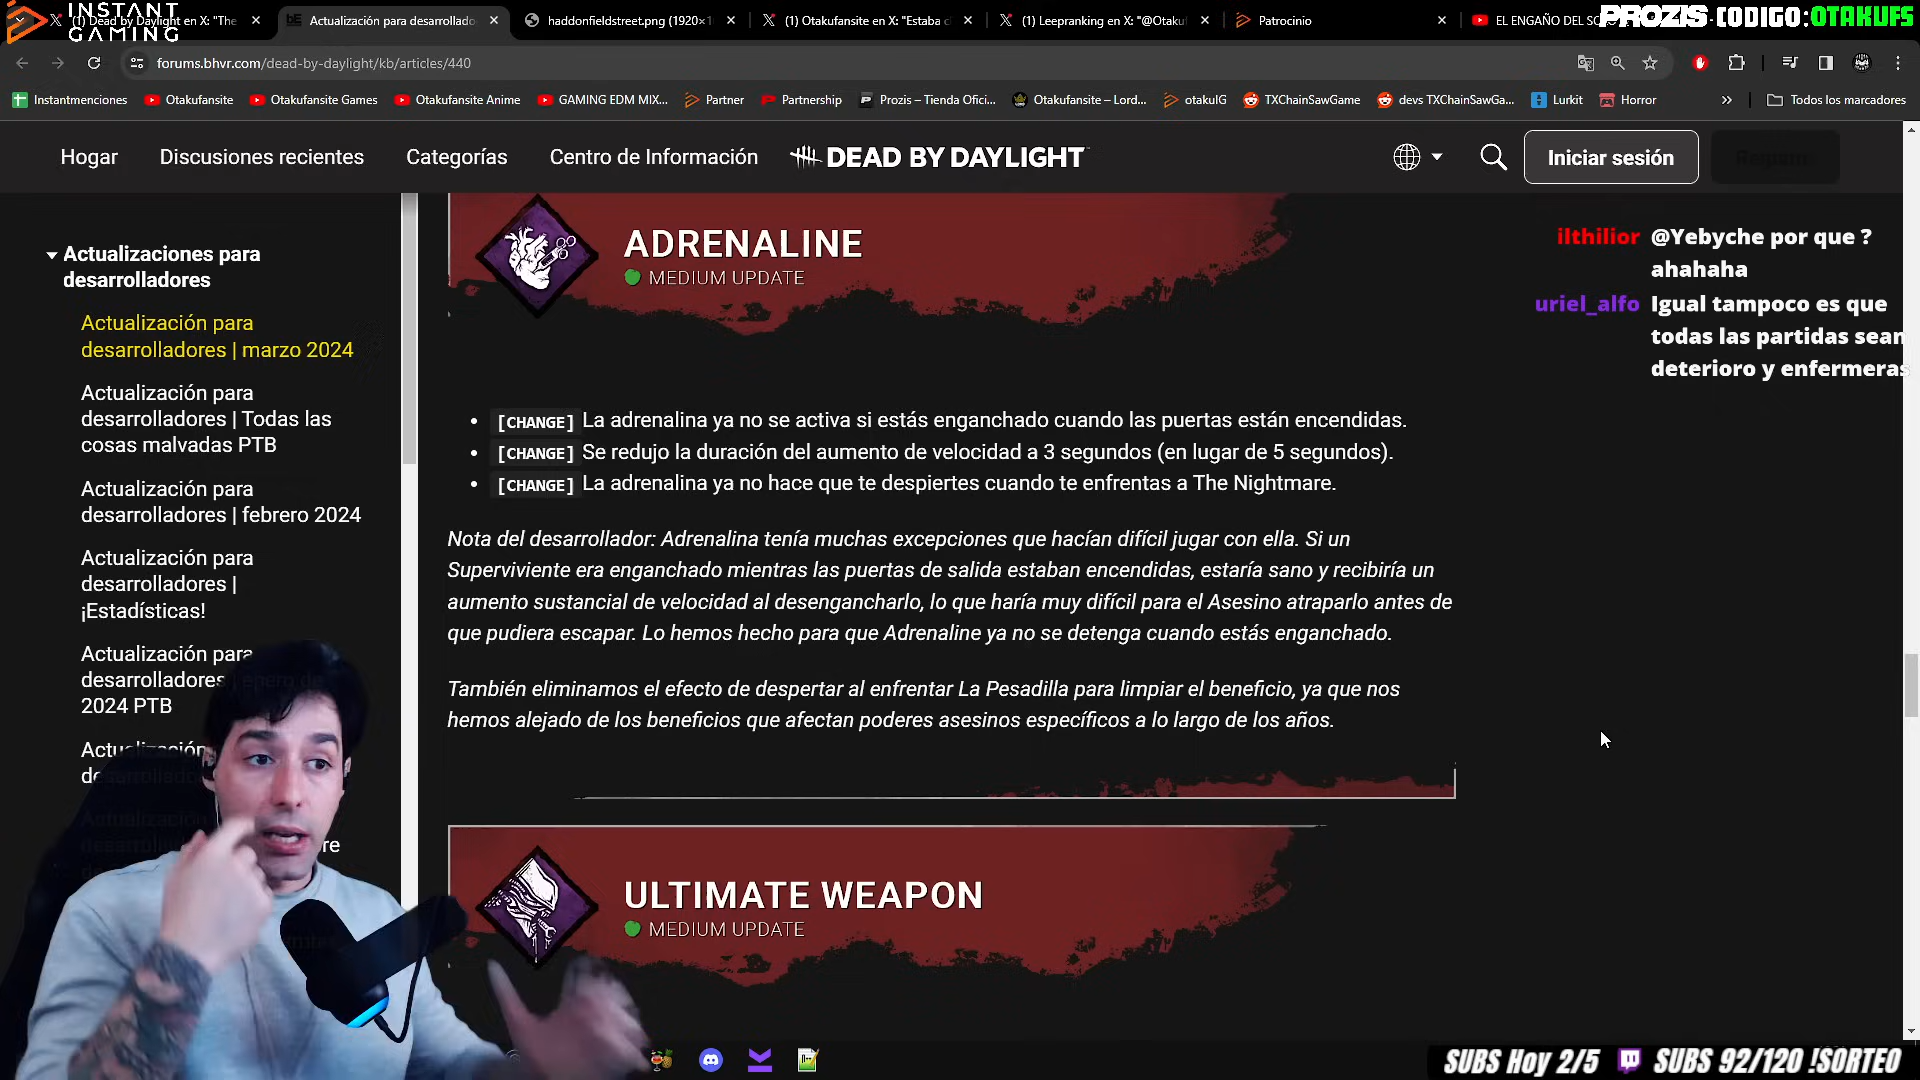 INSTANT GAMING
(1) Dead by Daylight en X: "The
Actualización para desarrollado
haddonfieldstreet.png (1920×1
(1) Otakufansite en X: "Estaba c
(1) Leepranking en X: "@Otaku
Patrocinio
EL ENGAÑO DEL S
PROZIS CODIGO:OTAKUFS
forums.bhvr.com/dead-by-daylight/kb/articles/440
Instantmenciones
Otakufansite
Otakufansite Games
Otakufansite Anime
GAMING EDM MIX...
Partner
Partnership
Prozis – Tienda Ofici...
Otakufansite – Lord...
otakuIG
TXChainSawGame
devs TXChainSawGa...
Lurkit
Horror
Todos los marcadores
Hogar
Discusiones recientes
Categorías
Centro de Información
DEAD BY DAYLIGHT
Iniciar sesión
Actualizaciones para
desarrolladores
Actualización para
desarrolladores | marzo 2024
Actualización para
desarrolladores | Todas las
cosas malvadas PTB
Actualización para
desarrolladores | febrero 2024
Actualización para
desarrolladores |
¡Estadísticas!
Actualización para
desarrolladores | enero de
2024 PTB
Actualización
ADRENALINE
MEDIUM UPDATE
[CHANGE] La adrenalina ya no se activa si estás enganchado cuando las puertas están encendidas.
[CHANGE] Se redujo la duración del aumento de velocidad a 3 segundos (en lugar de 5 segundos).
[CHANGE] La adrenalina ya no hace que te despiertes cuando te enfrentas a The Nightmare.
Nota del desarrollador: Adrenalina tenía muchas excepciones que hacían difícil jugar con ella. Si un
Superviviente era enganchado mientras las puertas de salida estaban encendidas, estaría sano y recibiría un
aumento sustancial de velocidad al desengancharlo, lo que haría muy difícil para el Asesino atraparlo antes de
que pudiera escapar. Lo hemos hecho para que Adrenaline ya no se detenga cuando estás enganchado.
También eliminamos el efecto de despertar al enfrentar La Pesadilla para limpiar el beneficio, ya que nos
hemos alejado de los beneficios que afectan poderes asesinos específicos a lo largo de los años.
ULTIMATE WEAPON
MEDIUM UPDATE
ilthilior @Yebyche por que ?
ahahaha
uriel_alfo Igual tampoco es que
todas las partidas sean
deterioro y enfermeras
SUBS Hoy 2/5 SUBS 92/120 !SORTEO